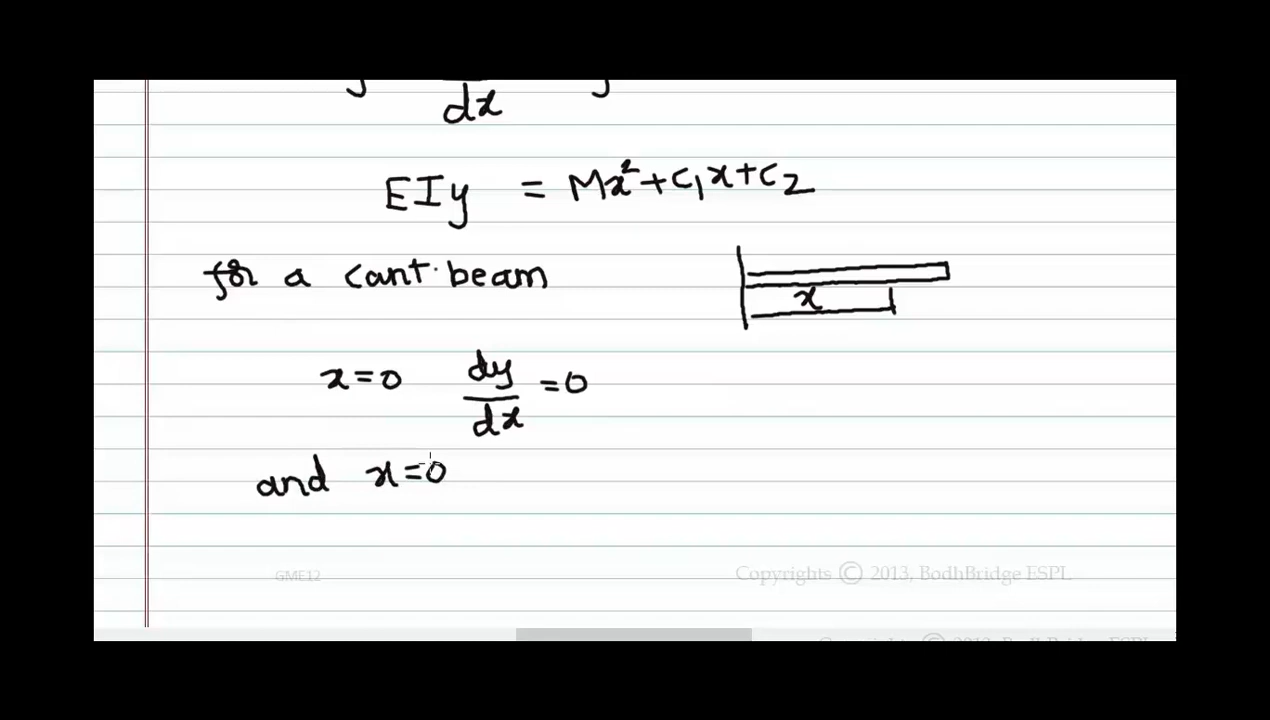 dx
EIy = Mx²+c₁x+c₂
for a cant. beam
x
x=0 dy/dx =0
and x=0
GME12
Copyrights © 2013, BodhBridge ESPL